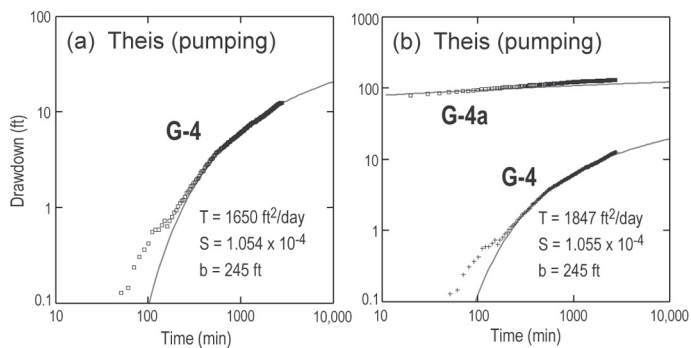 (a) Theis (pumping)
100
10
1
0.1
Drawdown (ft)
G-4
T = 1650 ft²/day
S = 1.054 x 10⁻⁴
b = 245 ft
10 100 1000 10,000
Time (min)
(b) Theis (pumping)
1000
100
10
1
0.1
G-4a
G-4
T = 1847 ft²/day
S = 1.055 x 10⁻⁴
b = 245 ft
10 100 1000 10,000
Time (min)